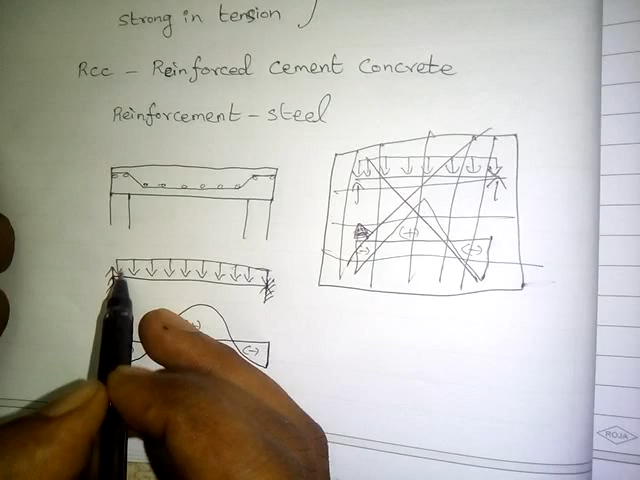 strong in tension
Rcc - Reinforced Cement Concrete
Reinforcement - steel
(+)
(-)
(-)
(+)
(-)
ROJA